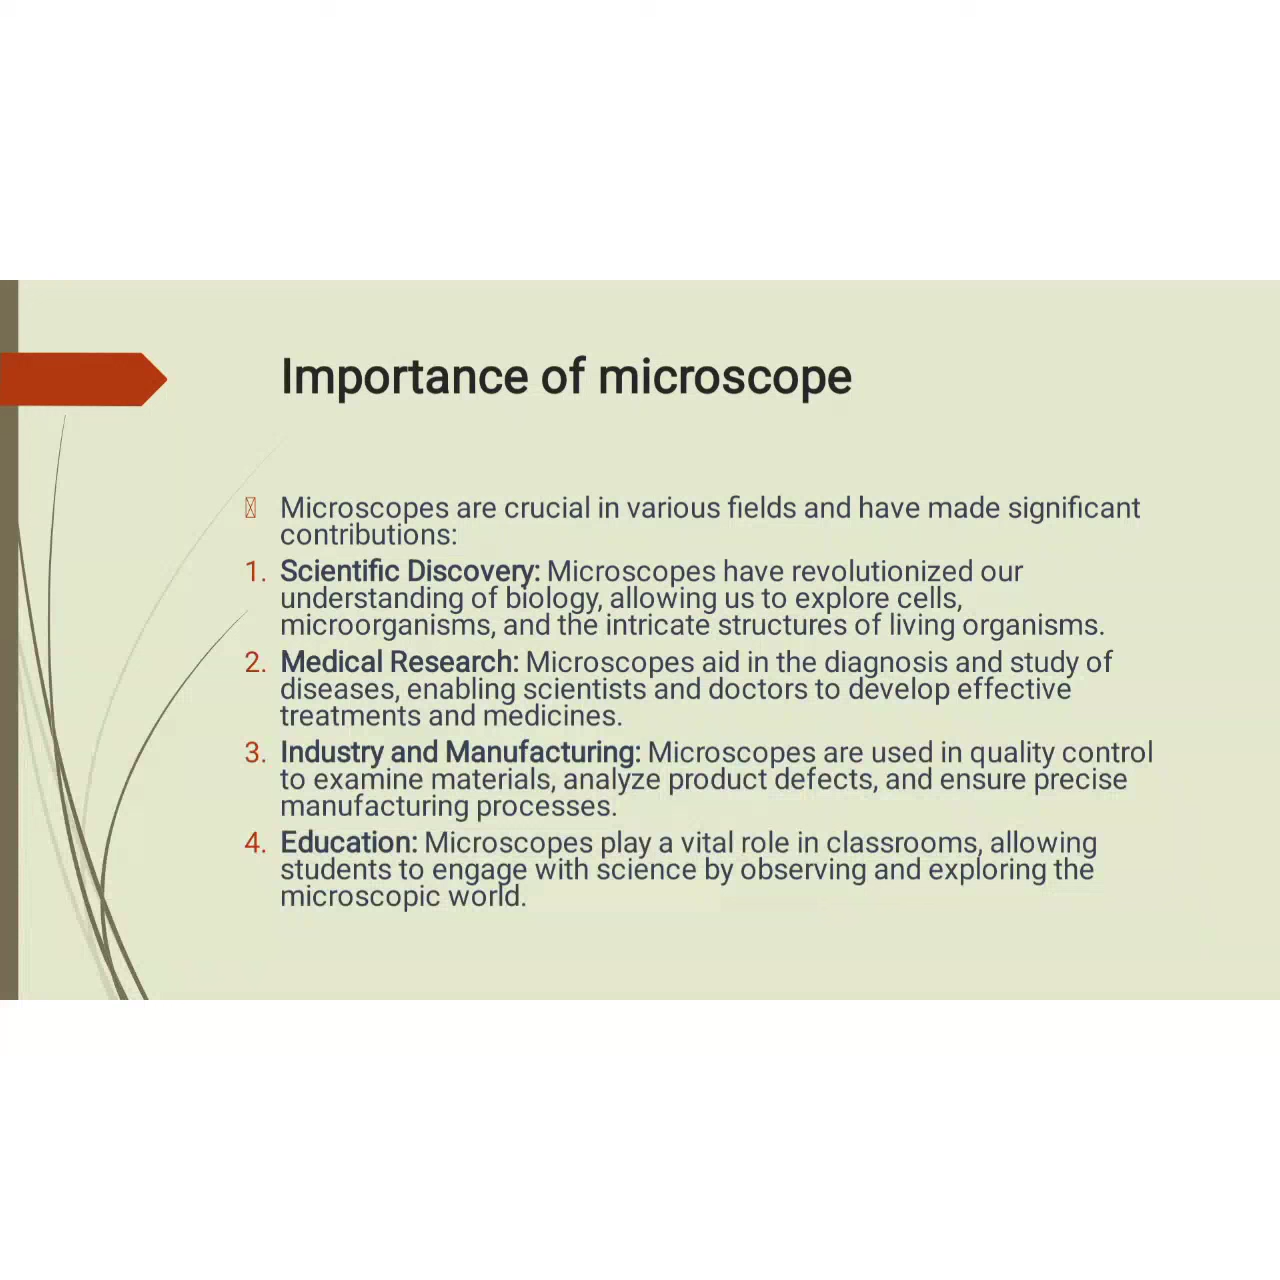 Importance of microscope
Microscopes are crucial in various fields and have made significant
contributions:
1. Scientific Discovery: Microscopes have revolutionized our
understanding of biology, allowing us to explore cells,
microorganisms, and the intricate structures of living organisms.
2. Medical Research: Microscopes aid in the diagnosis and study of
diseases, enabling scientists and doctors to develop effective
treatments and medicines.
3. Industry and Manufacturing: Microscopes are used in quality control
to examine materials, analyze product defects, and ensure precise
manufacturing processes.
4. Education: Microscopes play a vital role in classrooms, allowing
students to engage with science by observing and exploring the
microscopic world.